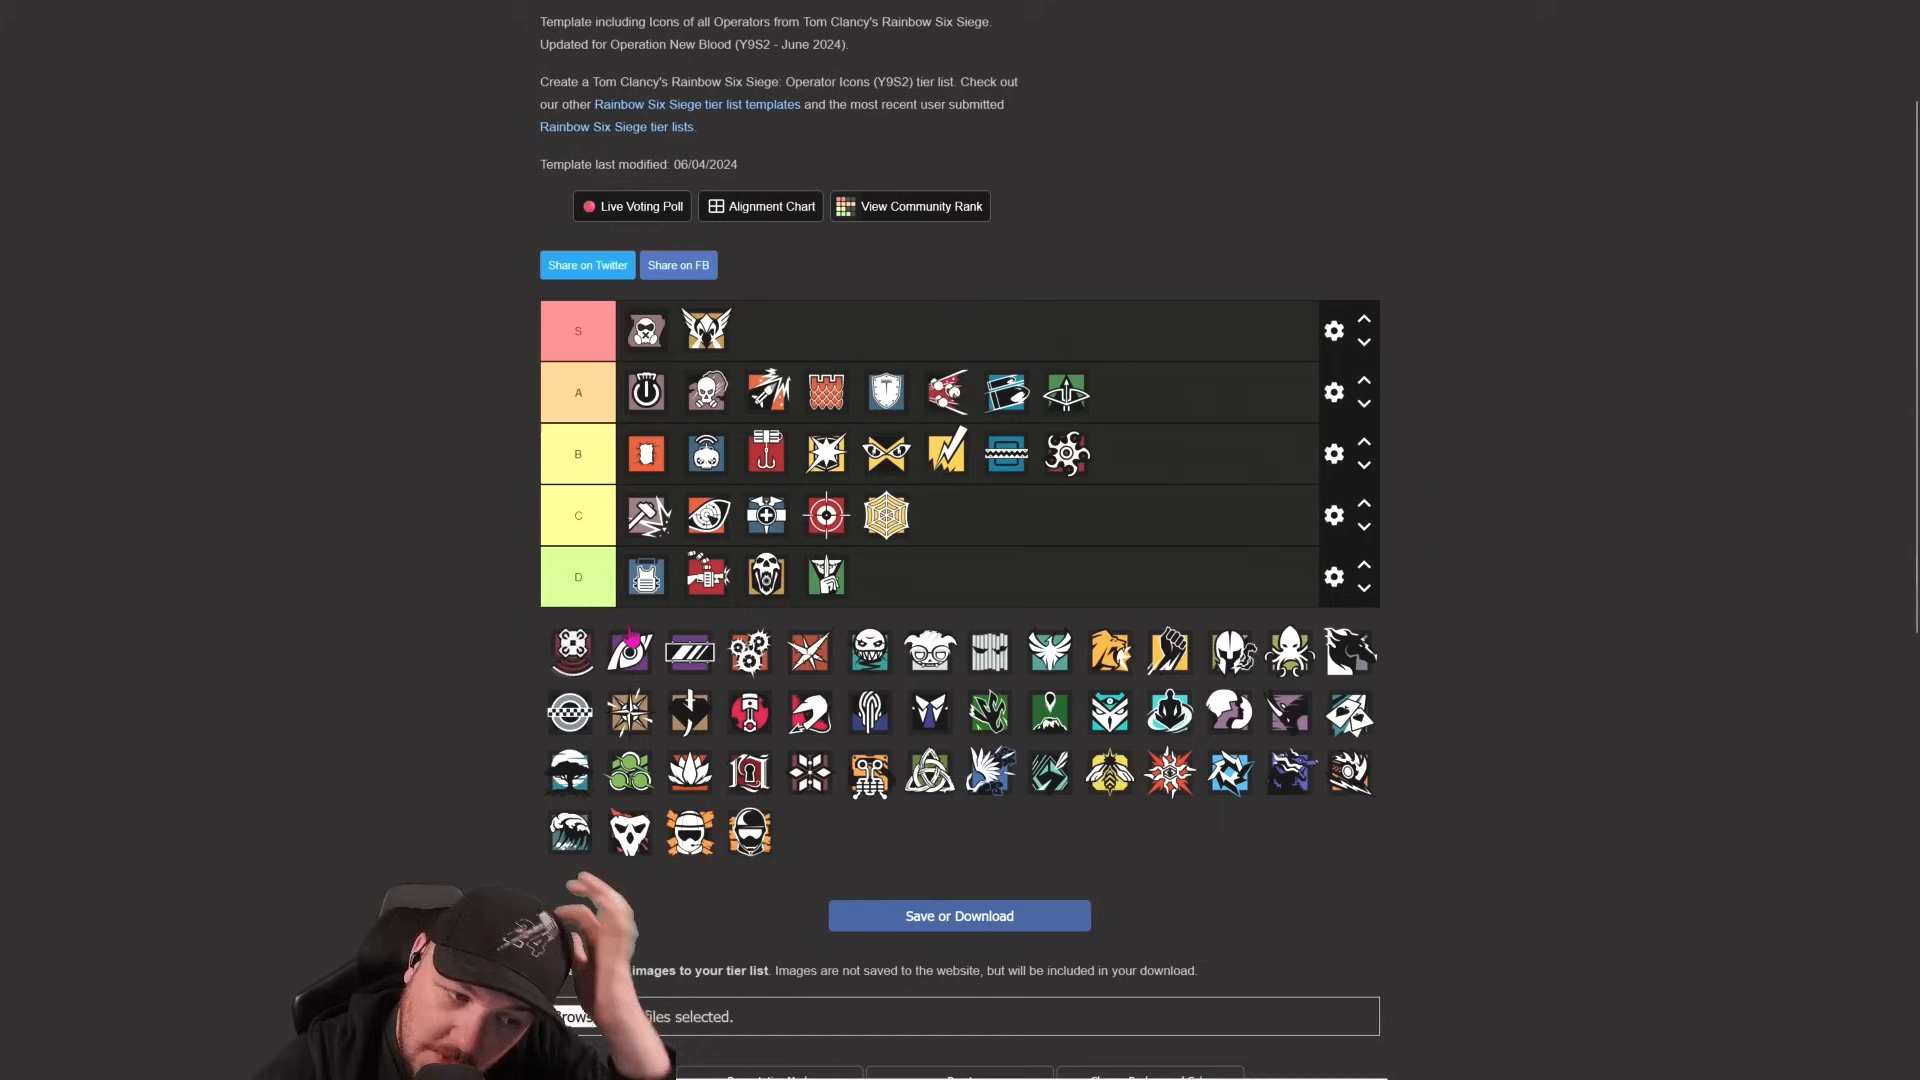 Template including Icons of all Operators from Tom Clancy's Rainbow Six Siege.
Updated for Operation New Blood (Y9S2 - June 2024).
Create a Tom Clancy's Rainbow Six Siege: Operator Icons (Y9S2) tier list. Check out
our other Rainbow Six Siege tier list templates and the most recent user submitted
Rainbow Six Siege tier lists.
Template last modified: 06/04/2024
Live Voting Poll
Alignment Chart
View Community Rank
Share on Twitter
Share on FB
S
A
B
C
D
Save or Download
images to your tier list. Images are not saved to the website, but will be included in your download.
files selected.